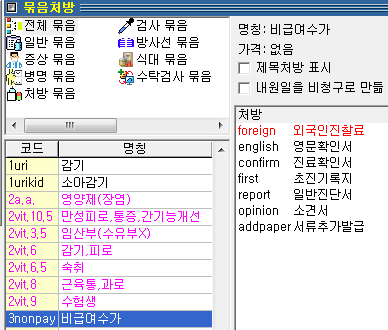 묶음처방
전체 묶음
검사 묶음
일반 묶음
방사선 묶음
증상 묶음
식대 묶음
병명 묶음
수탁검사 묶음
처방 묶음
코드 명칭
1uri 감기
1urikid 소아감기
2a,a, 영양제(장염)
2vit,10,5 만성피로,통증,간기능개선
2vit,3,5 임산부(수유부X)
2vit,6 감기,피로
2vit,6,5 숙취
2vit,8 근육통,과로
2vit,9 수험생
3nonpay 비급여수가
명칭: 비급여수가
가격: 없음
제목처방 표시
내원일을 비청구로 만듦
처방
foreign 외국인진찰료
english 영문확인서
confirm 진료확인서
first 초진기록지
report 일반진단서
opinion 소견서
addpaper 서류추가발급